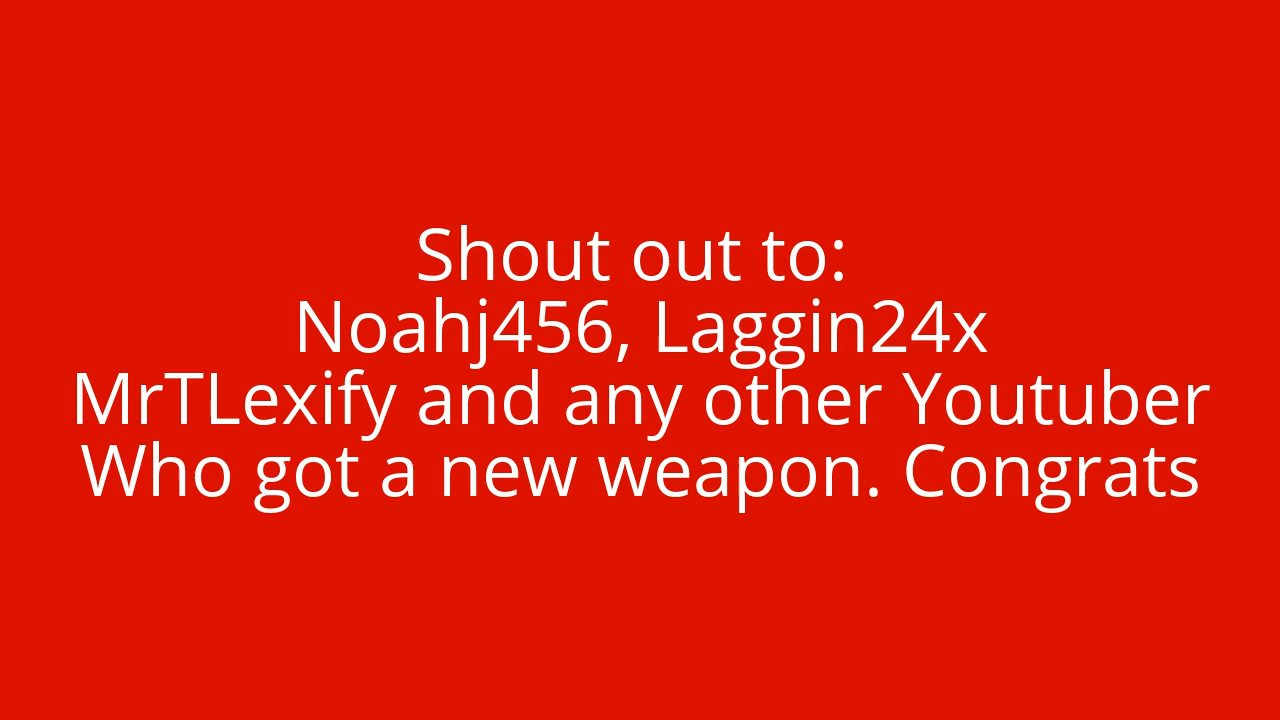 Shout out to:
Noahj456, Laggin24x
MrTLexify and any other Youtuber
Who got a new weapon. Congrats